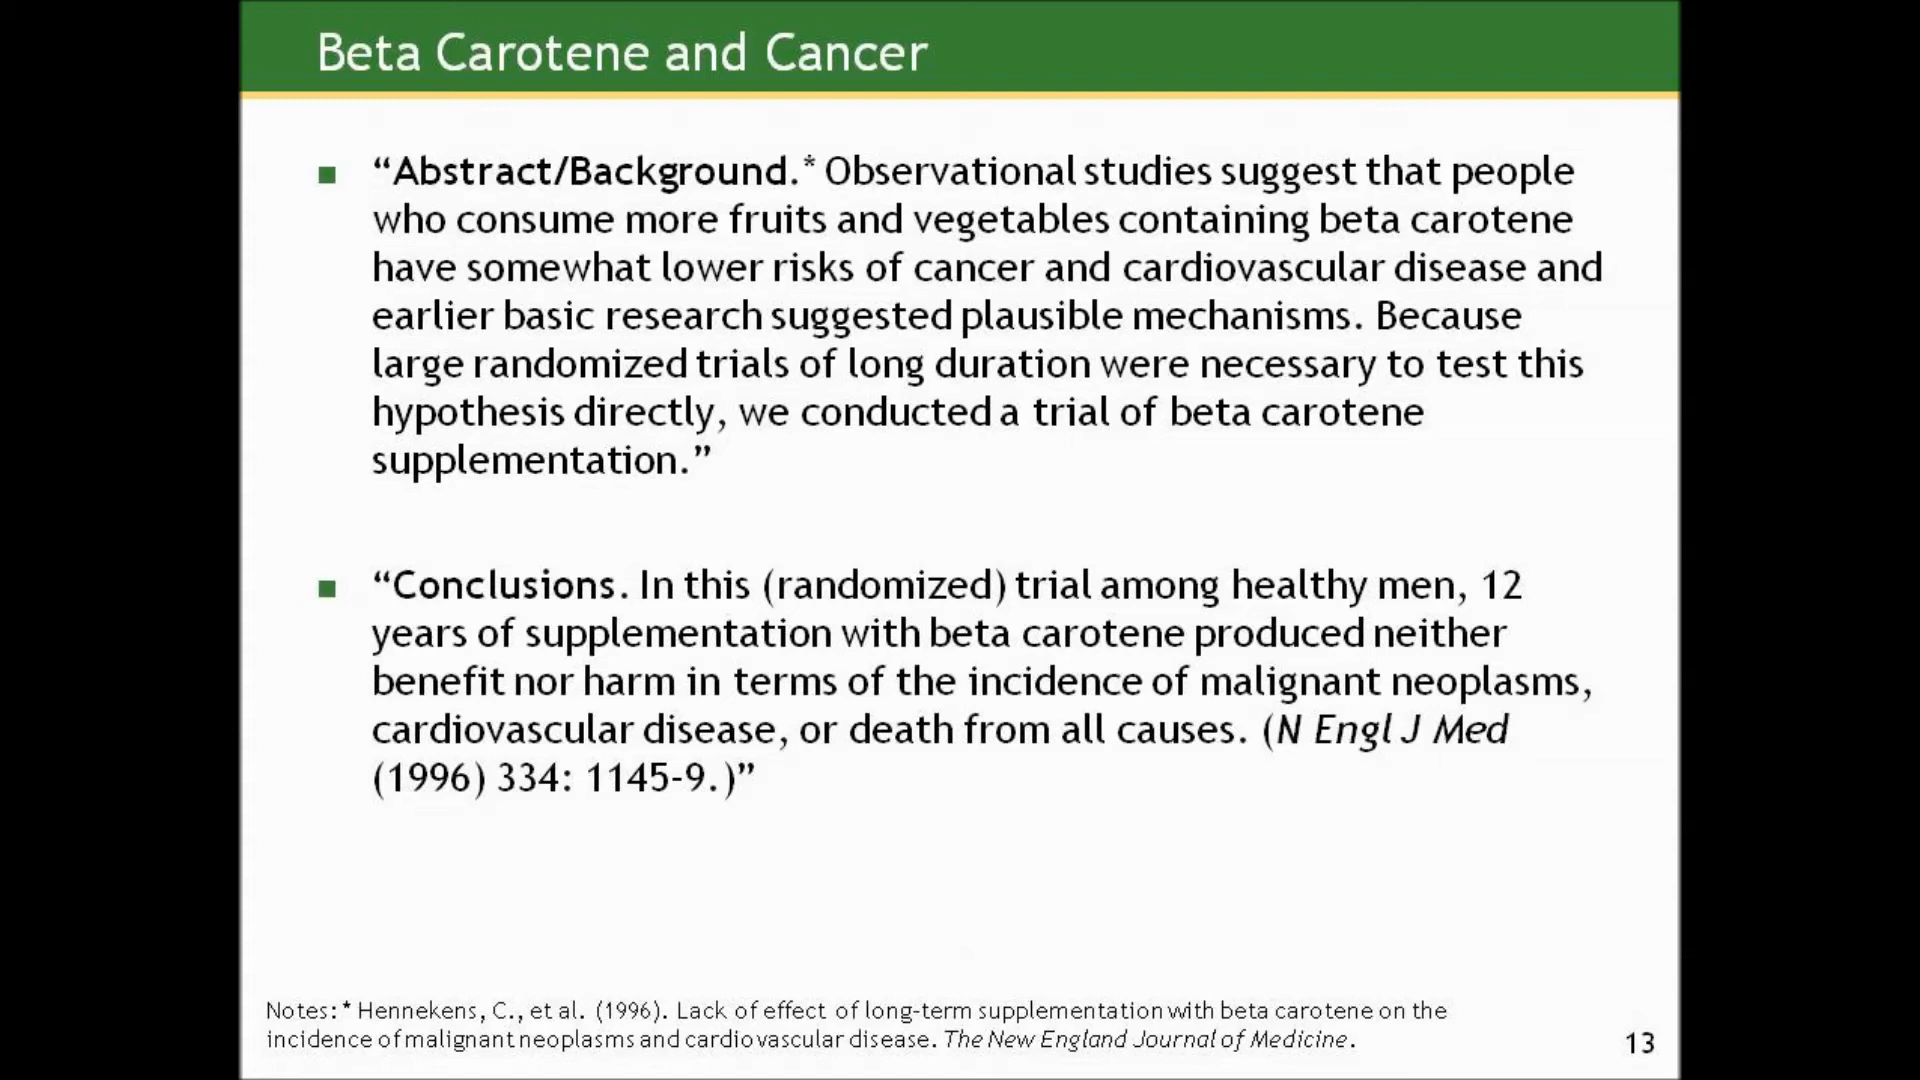 Beta Carotene and Cancer
“Abstract/Background.* Observational studies suggest that people
who consume more fruits and vegetables containing beta carotene
have somewhat lower risks of cancer and cardiovascular disease and
earlier basic research suggested plausible mechanisms. Because
large randomized trials of long duration were necessary to test this
hypothesis directly, we conducted a trial of beta carotene
supplementation.”
“Conclusions. In this (randomized) trial among healthy men, 12
years of supplementation with beta carotene produced neither
benefit nor harm in terms of the incidence of malignant neoplasms,
cardiovascular disease, or death from all causes. (N Engl J Med
(1996) 334: 1145-9.)”
Notes: * Hennekens, C., et al. (1996). Lack of effect of long-term supplementation with beta carotene on the
incidence of malignant neoplasms and cardiovascular disease. The New England Journal of Medicine.
13